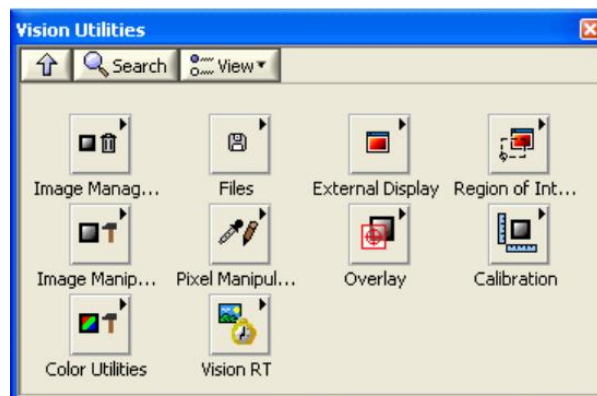 Vision Utilities
Search View
Image Manag... Files External Display Region of Int...
Image Manip... Pixel Manipul... Overlay Calibration
Color Utilities Vision RT